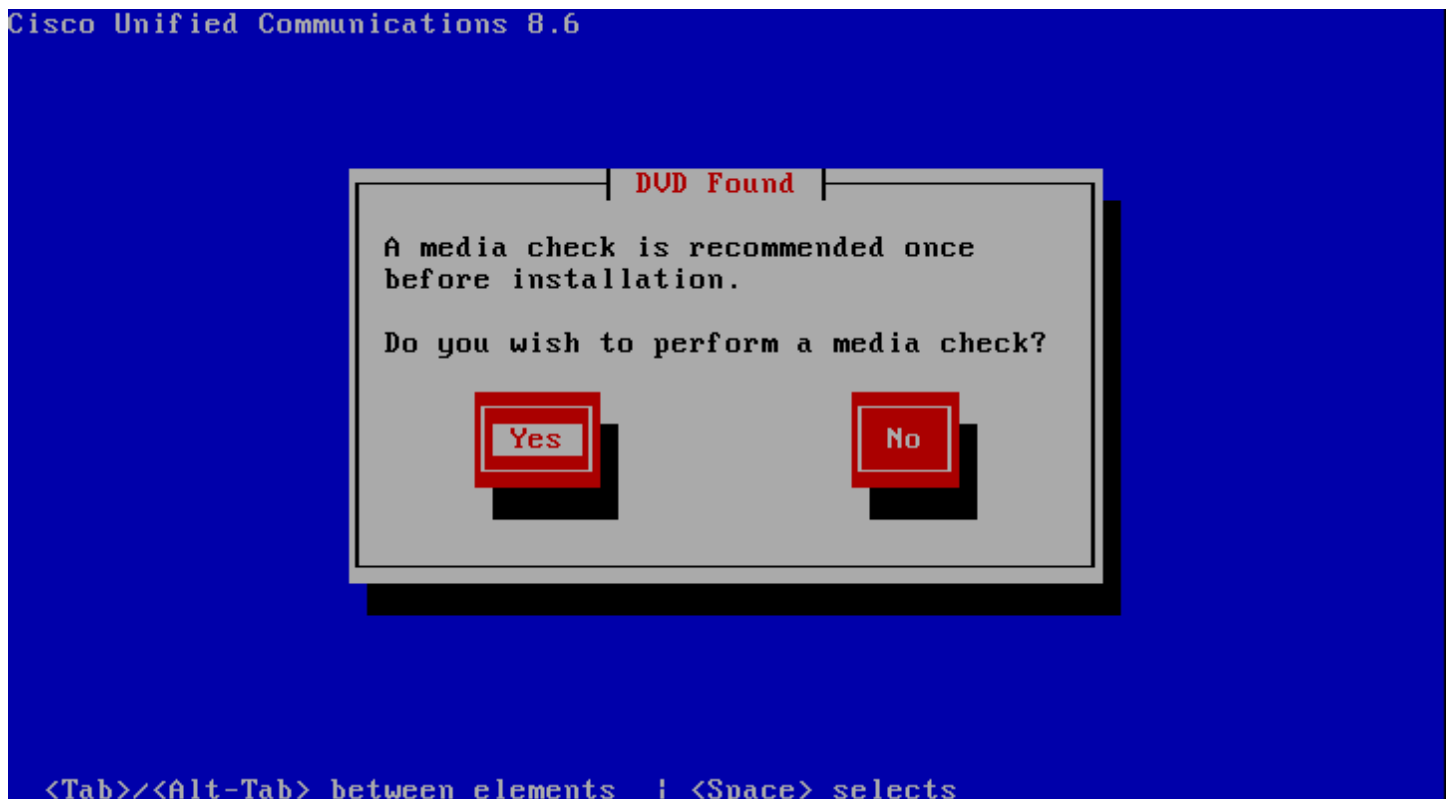 Cisco Unified Communications 8.6
DVD Found
A media check is recommended once
before installation.
Do you wish to perform a media check?
Yes No
<Tab>/<Alt-Tab> between elements | <Space> selects